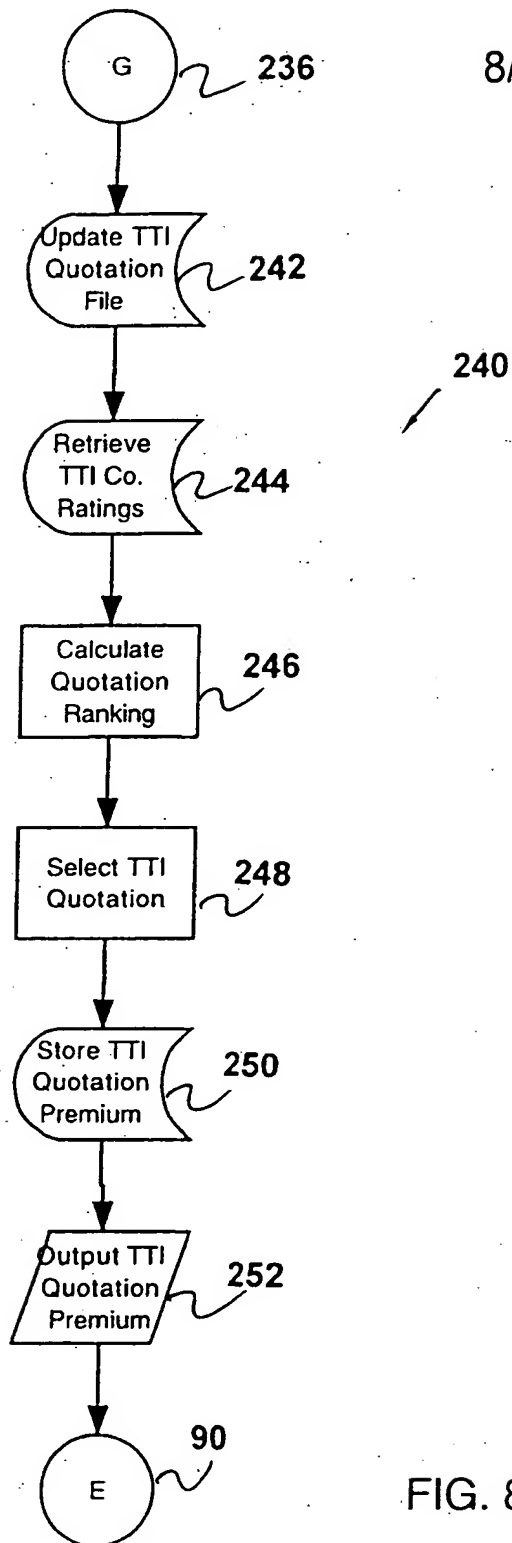 G
236
8/
Update TTI
Quotation
File
242
240
Retrieve
TTI Co.
Ratings
244
Calculate
Quotation
Ranking
246
Select TTI
Quotation
248
Store TTI
Quotation
Premium
250
Output TTI
Quotation
Premium
252
E
90
FIG. 8